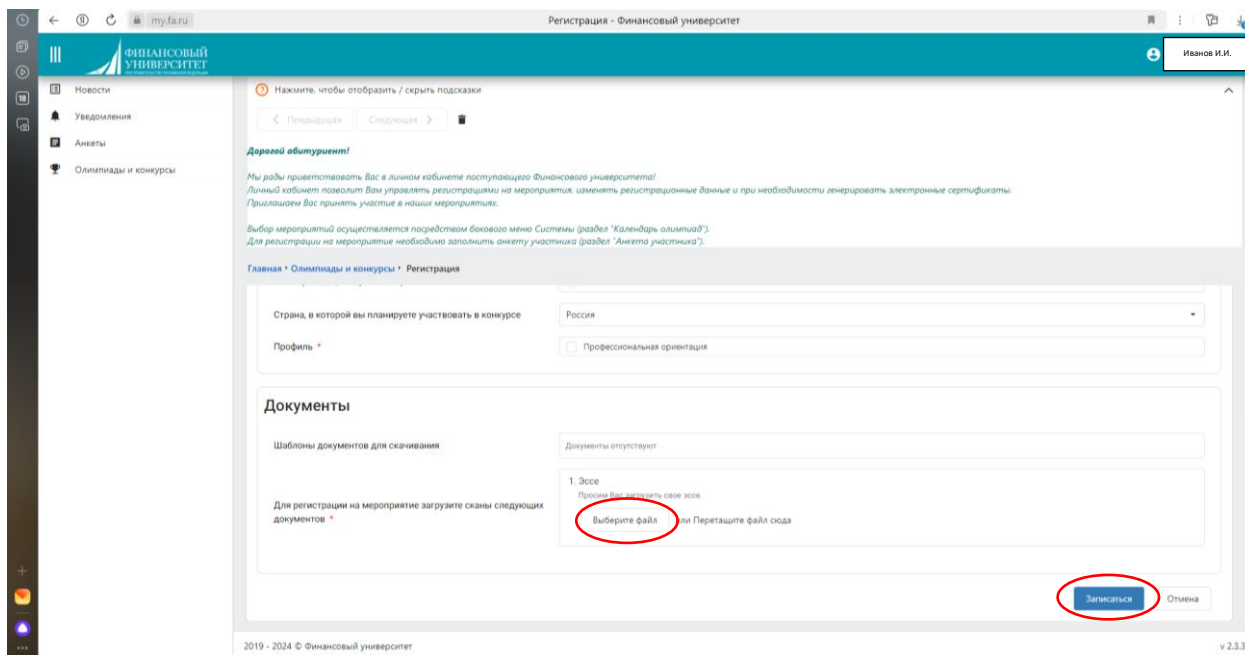 my.fa.ru
Регистрация - Финансовый университет
ФИНАНСОВЫЙ
УНИВЕРСИТЕТ
Иванов И.И.
18
Новости
Уведомления
Анкеты
Олимпиады и конкурсы
Нажмите, чтобы отобразить / скрыть подсказки
Предыдущая Следующая
Дорогой абитуриент!
Мы рады приветствовать Вас в личном кабинете поступающего Финансового университета!
Личный кабинет позволит Вам управлять регистрациями на мероприятия, изменять регистрационные данные и при необходимости генерировать электронные сертификаты.
Приглашаем Вас принять участие в наших мероприятиях.
Выбор мероприятий осуществляется посредством бокового меню Системы (раздел "Календарь олимпиад").
Для регистрации на мероприятие необходимо заполнить анкету участника (раздел "Анкета участника").
Главная • Олимпиады и конкурсы • Регистрация
Страна, в которой вы планируете участвовать в конкурсе
Россия
Профиль *
Профессиональная ориентация
Документы
Шаблоны документов для скачивания
Документы отсутствуют
Для регистрации на мероприятие загрузите сканы следующих
документов *
1. Эссе
Просим Вас загрузить свое эссе
Выберите файл или Перетащите файл сюда
Записаться Отмена
2019 - 2024 © Финансовый университет
v 2.3.3